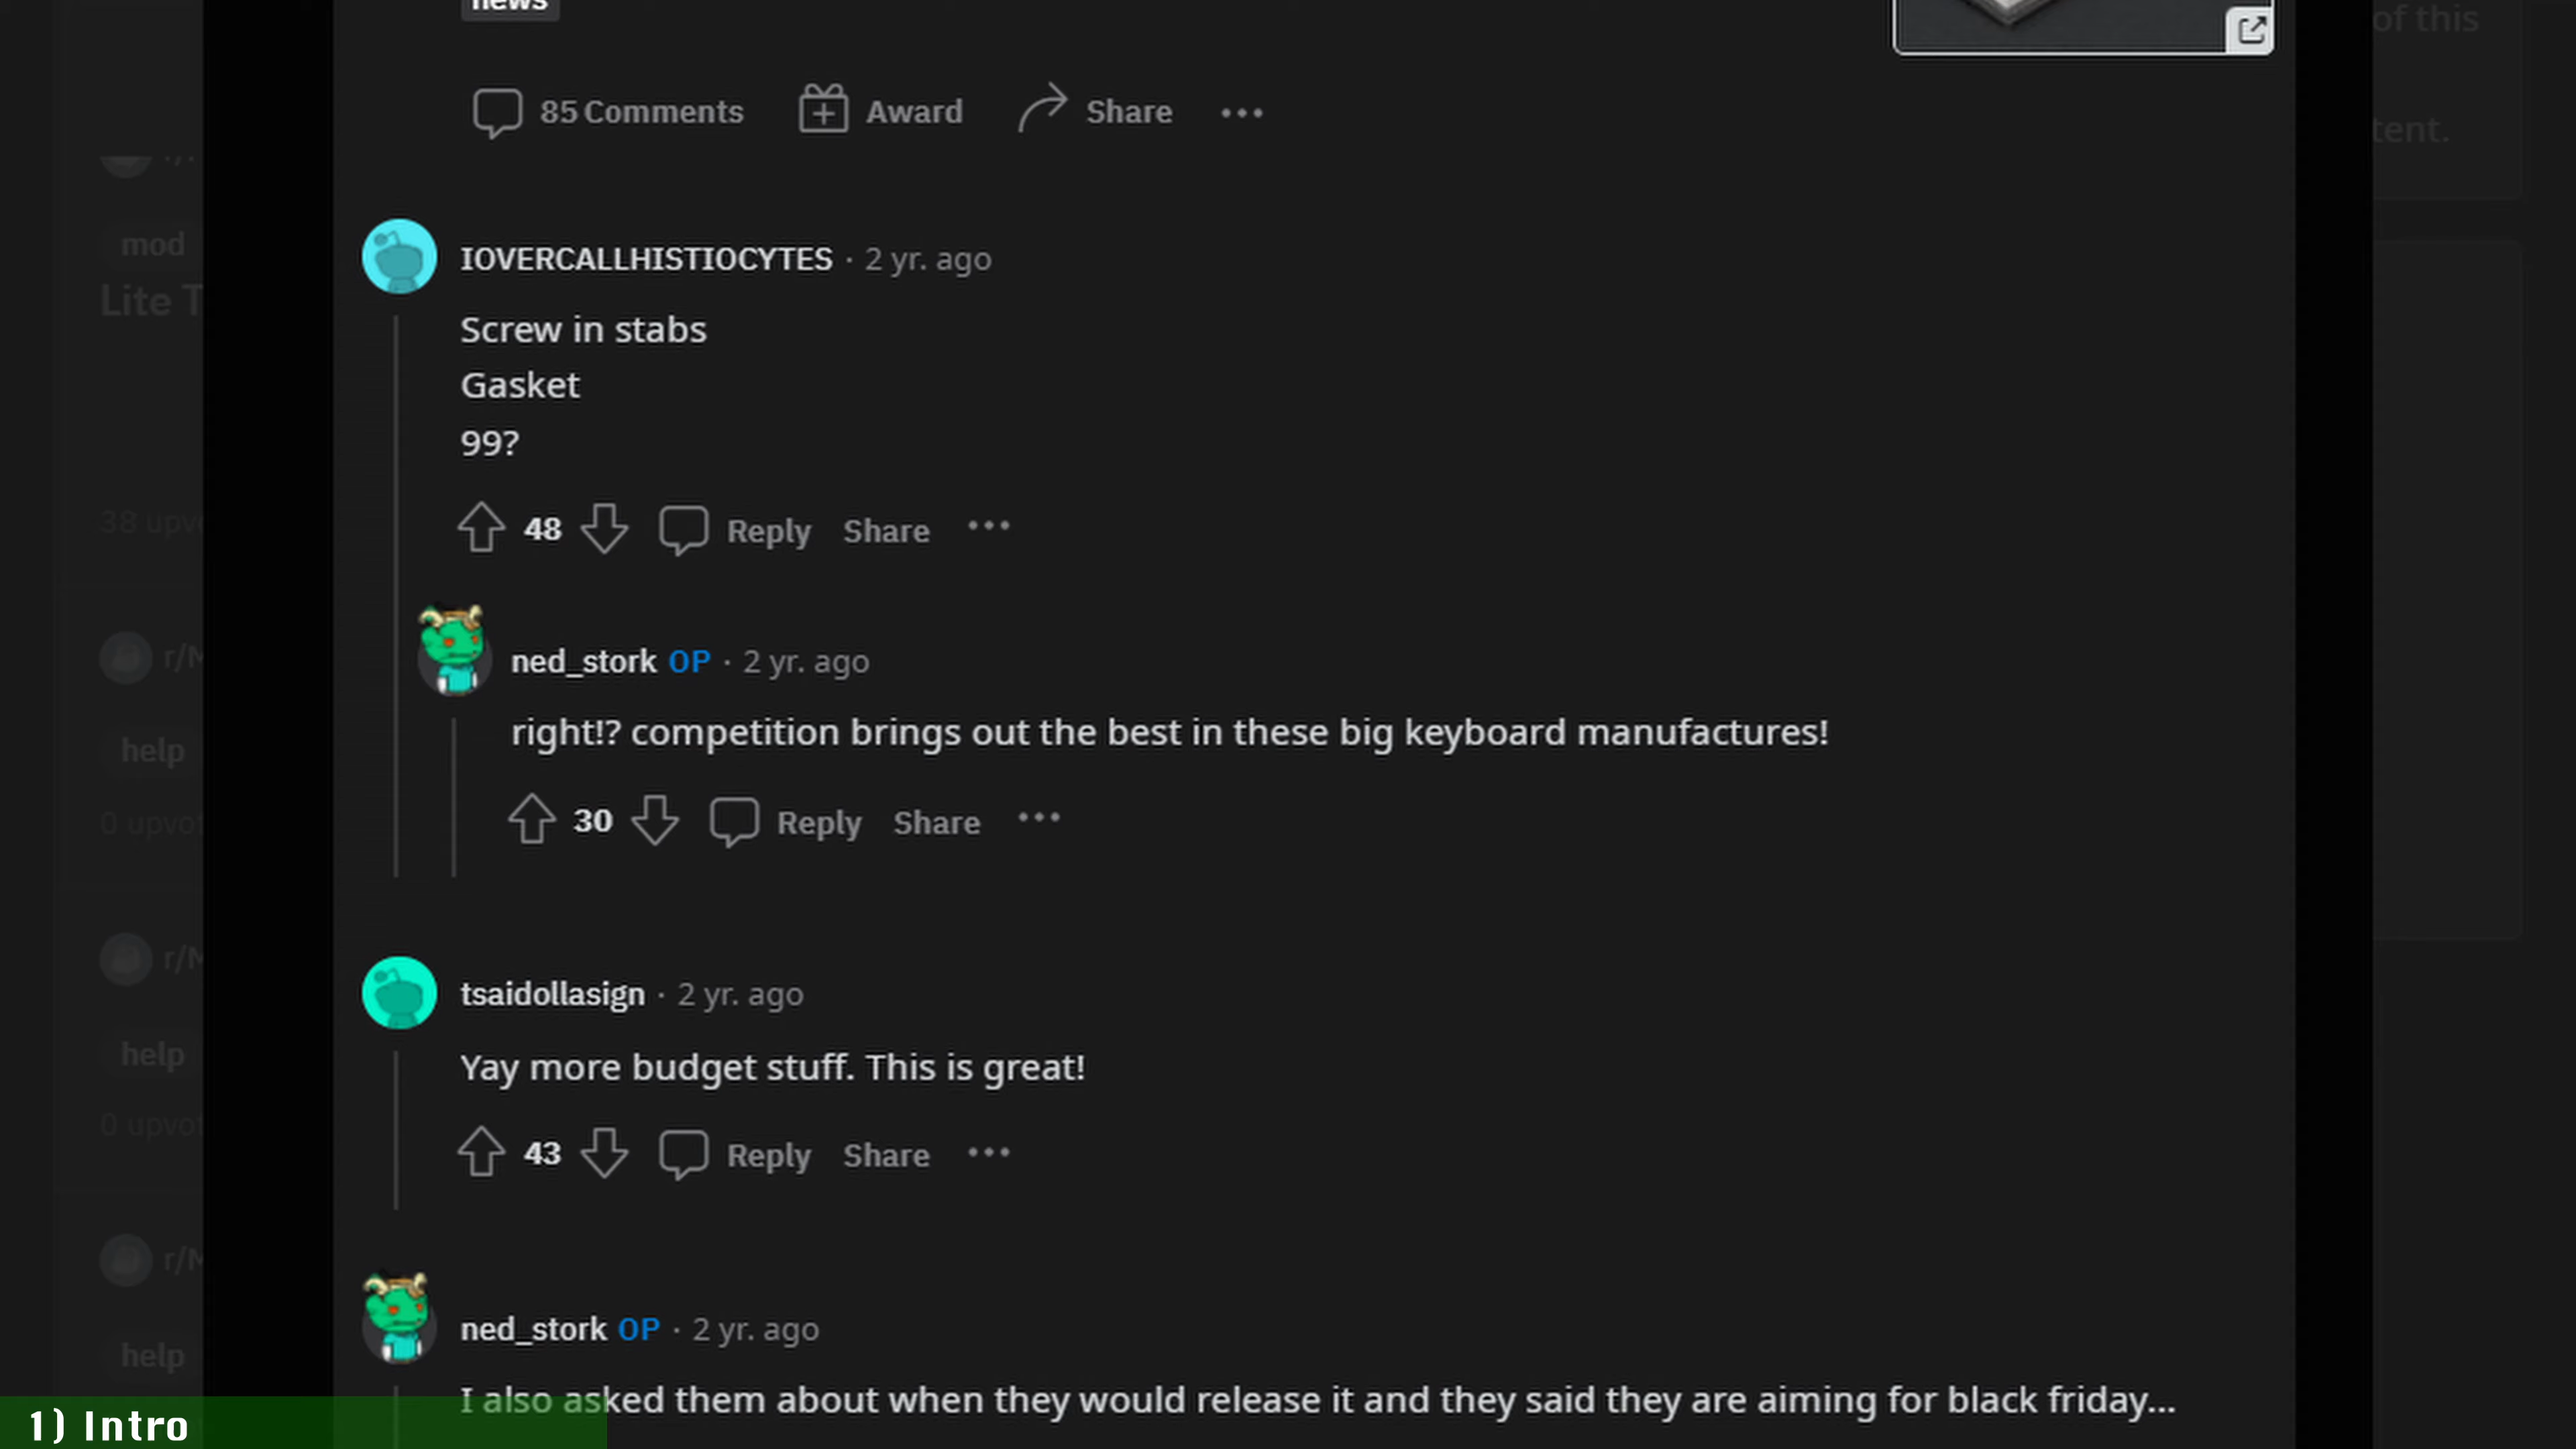 news
of this
85 Comments Award Share
tent.
mod
IOVERCALLHISTIOCYTES · 2 yr. ago
Lite T
Screw in stabs
Gasket
99?
38 upv
48 Reply Share
r/M
ned_stork OP · 2 yr. ago
right!? competition brings out the best in these big keyboard manufactures!
help
0 upvo
30 Reply Share
r/M
tsaidollasign · 2 yr. ago
help
Yay more budget stuff. This is great!
0 upvo
43 Reply Share
r/M
ned_stork OP · 2 yr. ago
help
I also asked them about when they would release it and they said they are aiming for black friday...
1) Intro